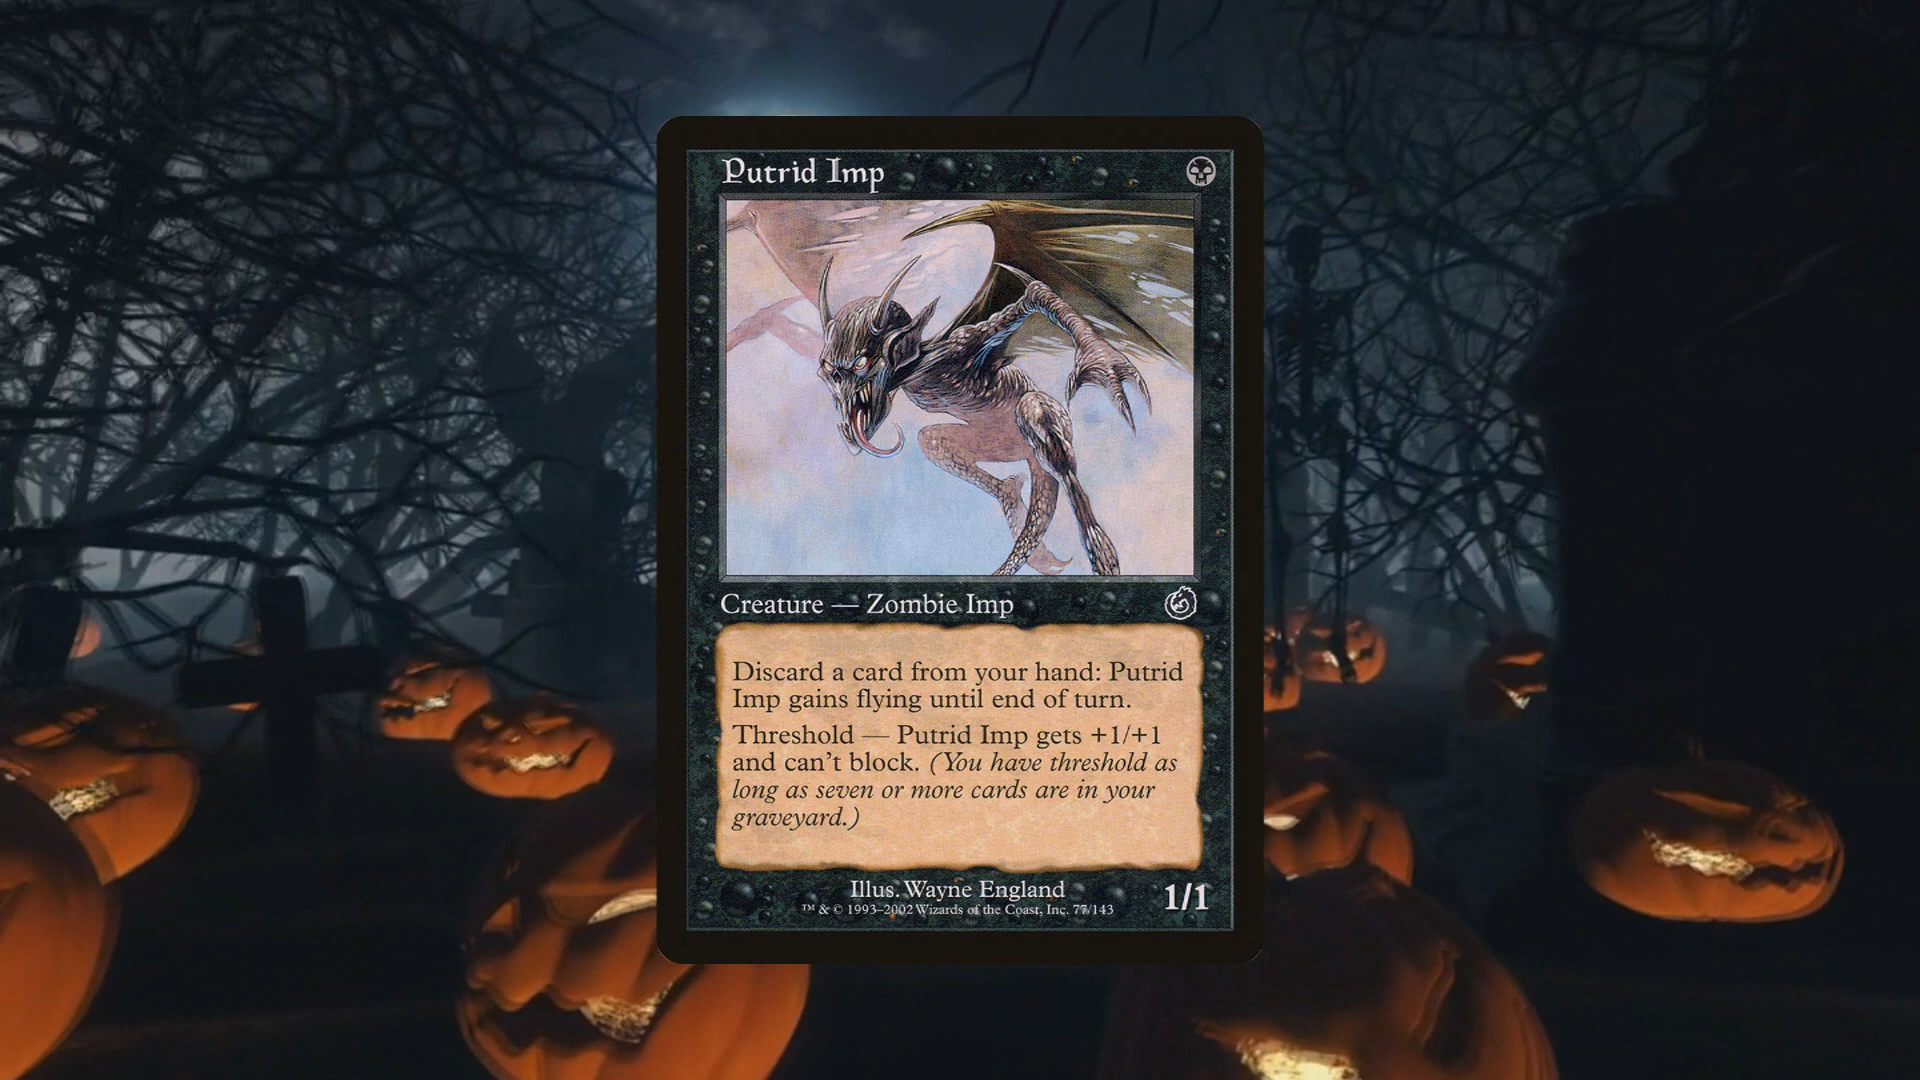 Putrid Imp
Creature — Zombie Imp
Discard a card from your hand: Putrid
Imp gains flying until end of turn.
Threshold — Putrid Imp gets +1/+1
and can't block. (You have threshold as
long as seven or more cards are in your
graveyard.)
Illus. Wayne England
™ & © 1993–2002 Wizards of the Coast, Inc. 77/143
1/1